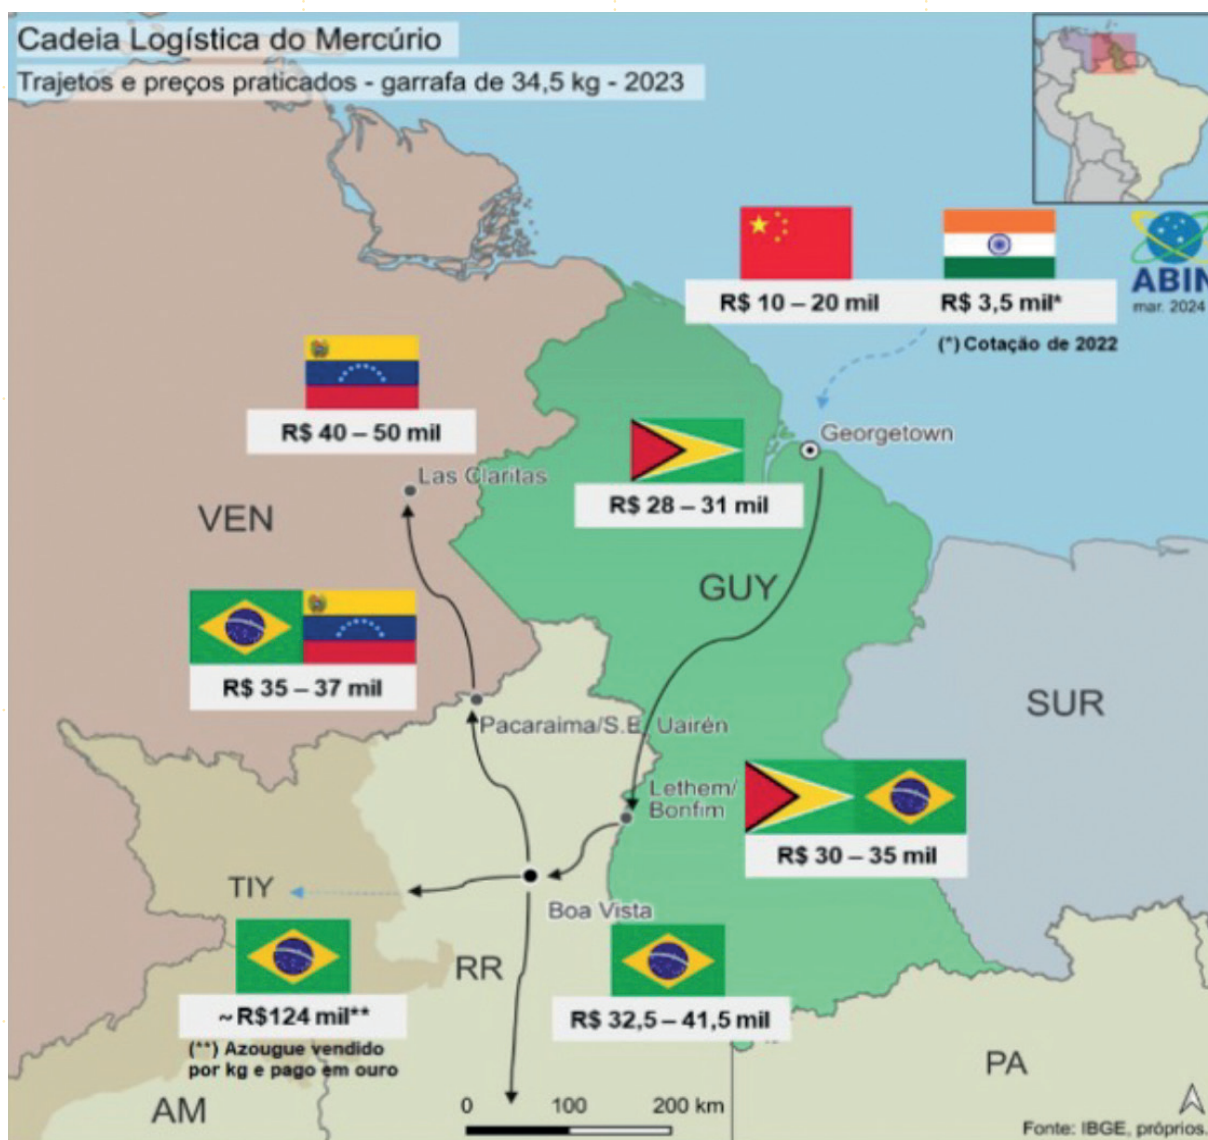 Cadeia Logística do Mercúrio
Trajetos e preços praticados - garrafa de 34,5 kg - 2023
R$ 10 – 20 mil
R$ 3,5 mil*
ABIN
mar. 2024
(*) Cotação de 2022
R$ 40 – 50 mil
Georgetown
Las Claritas
R$ 28 – 31 mil
VEN
GUY
R$ 35 – 37 mil
SUR
Pacaraima/S.E. Uairén
Lethem/
Bonfim
R$ 30 – 35 mil
TIY
Boa Vista
RR
~R$124 mil**
R$ 32,5 – 41,5 mil
(**) Azougue vendido
por kg e pago em ouro
PA
AM
0 100 200 km
Fonte: IBGE, próprios.